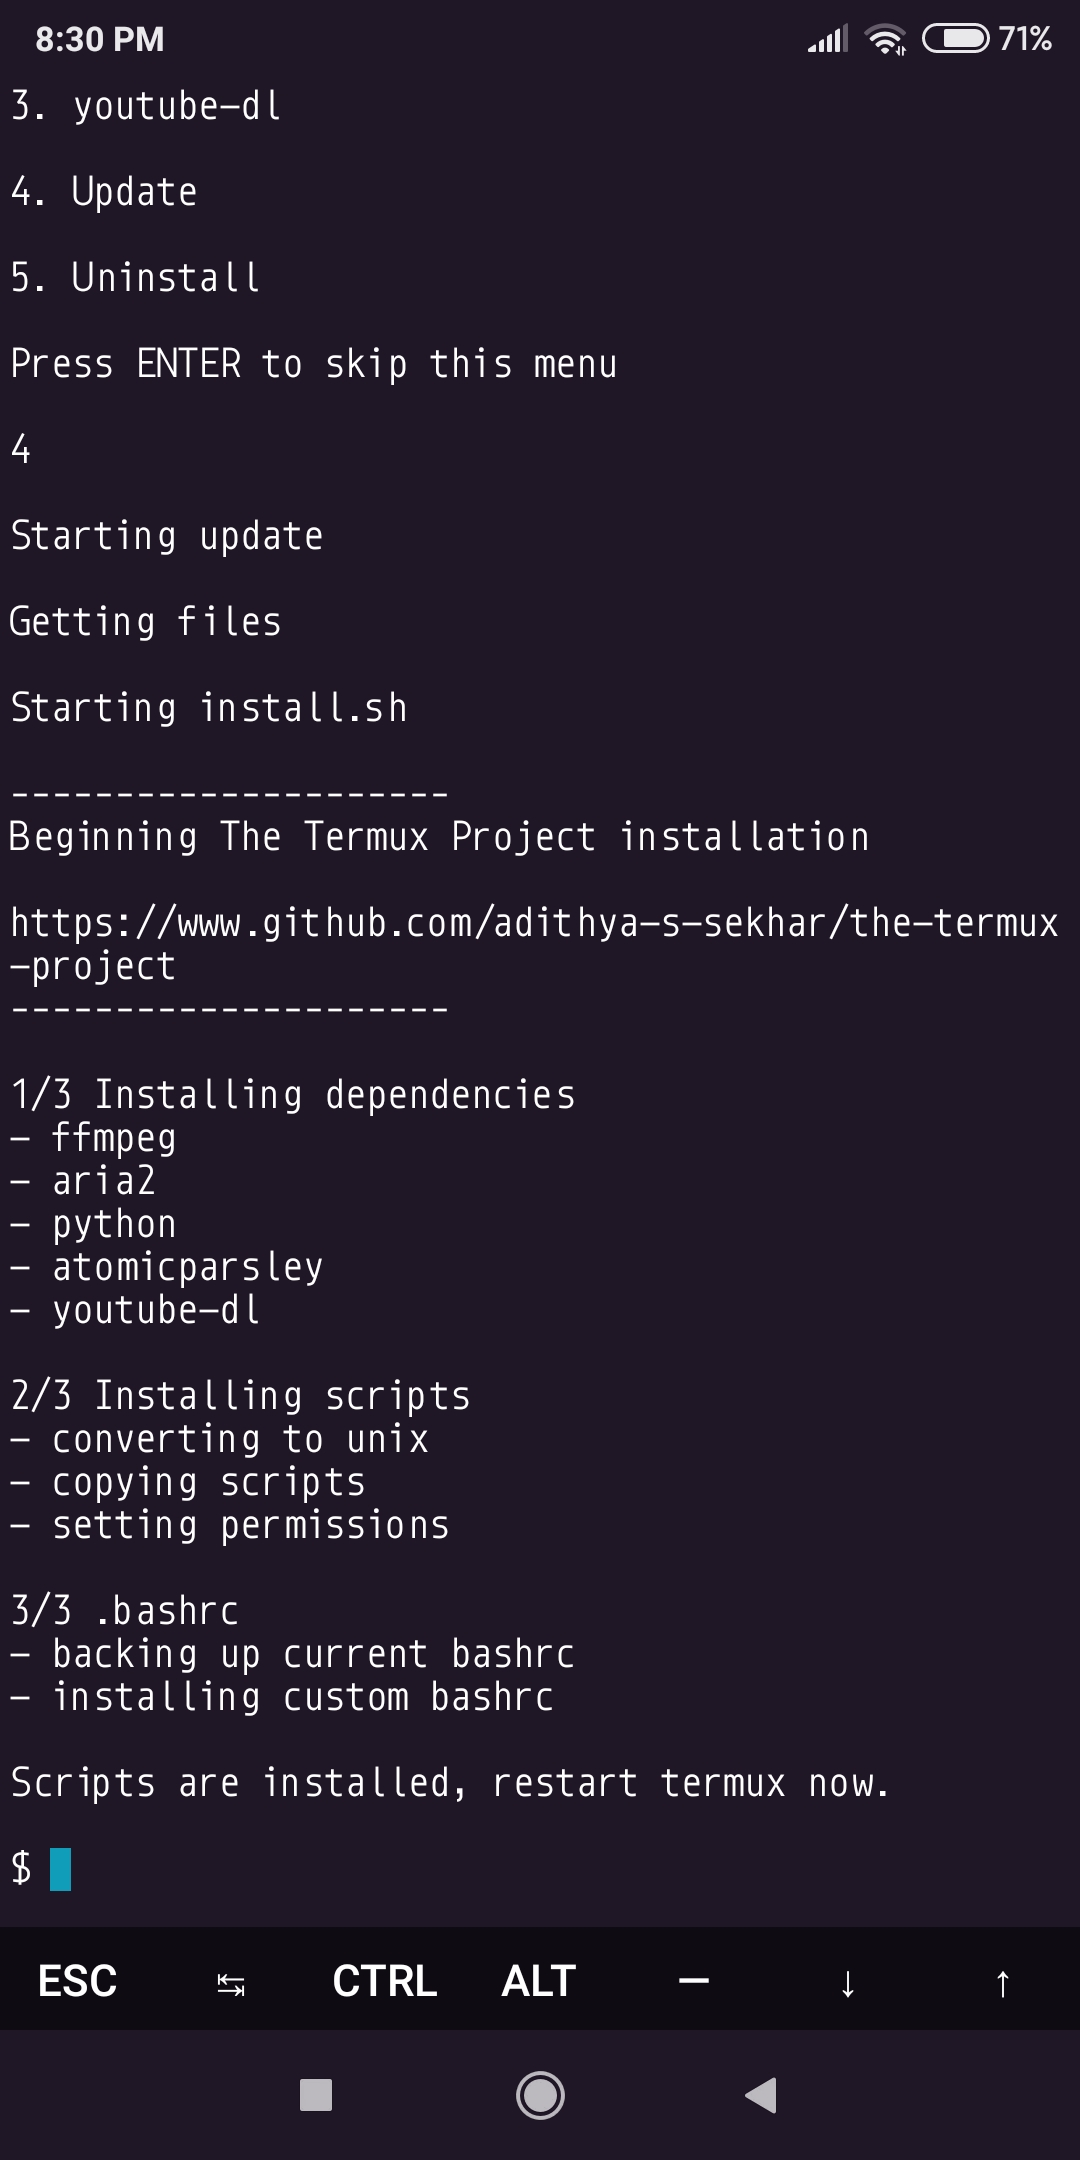 8:30 PM 71%
3. youtube-dl
4. Update
5. Uninstall
Press ENTER to skip this menu
4
Starting update
Getting files
Starting install.sh
---------------------
Beginning The Termux Project installation
https://www.github.com/adithya-s-sekhar/the-termux
-project
---------------------
1/3 Installing dependencies
- ffmpeg
- aria2
- python
- atomicparsley
- youtube-dl
2/3 Installing scripts
- converting to unix
- copying scripts
- setting permissions
3/3 .bashrc
- backing up current bashrc
- installing custom bashrc
Scripts are installed, restart termux now.
$
ESC ↹ CTRL ALT — ↓ ↑